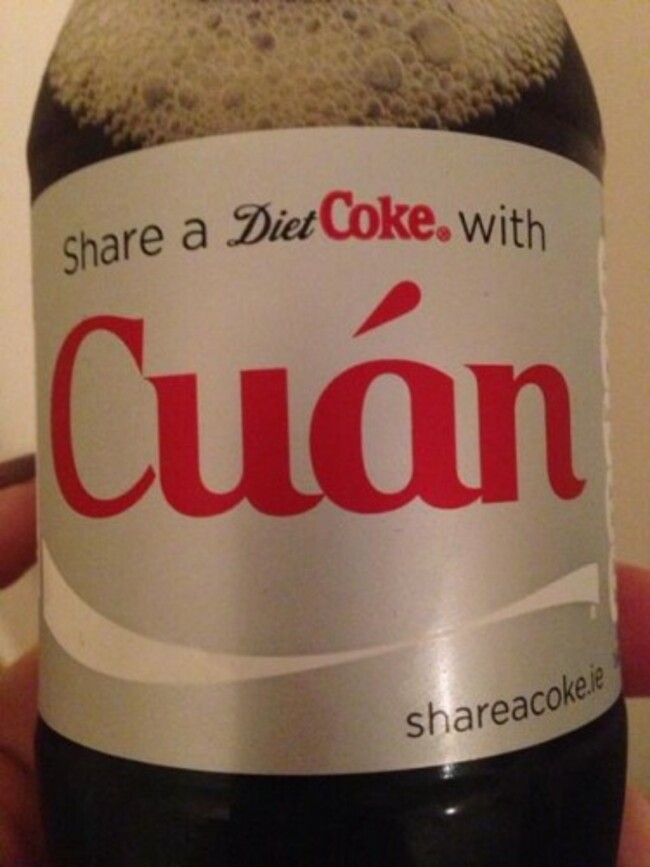 Share a Diet Coke® with
Cuán
shareacoke.ie